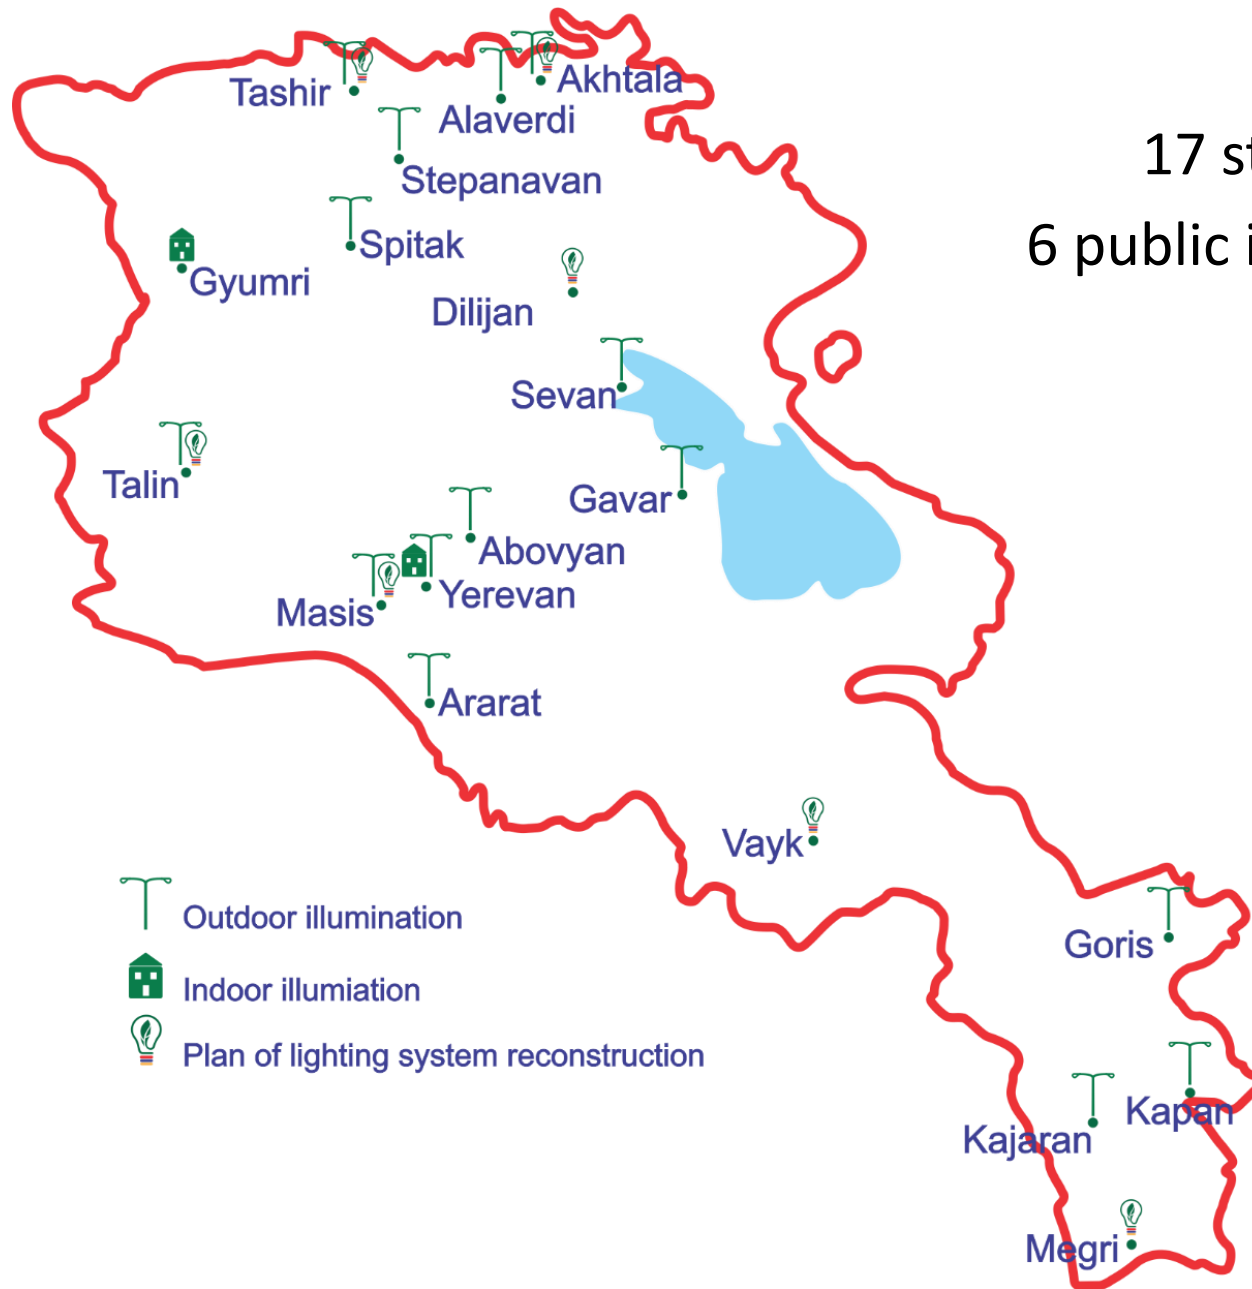 Tashir
Akhtala
Alaverdi
17 st
Stepanavan
6 public i
Spitak
Gyumri
Dilijan
Sevan
Talin
Gavar
Abovyan
Yerevan
Masis
Ararat
Vayk
Outdoor illumination
Goris
Indoor illumiation
Plan of lighting system reconstruction
Kapan
Kajaran
Megri